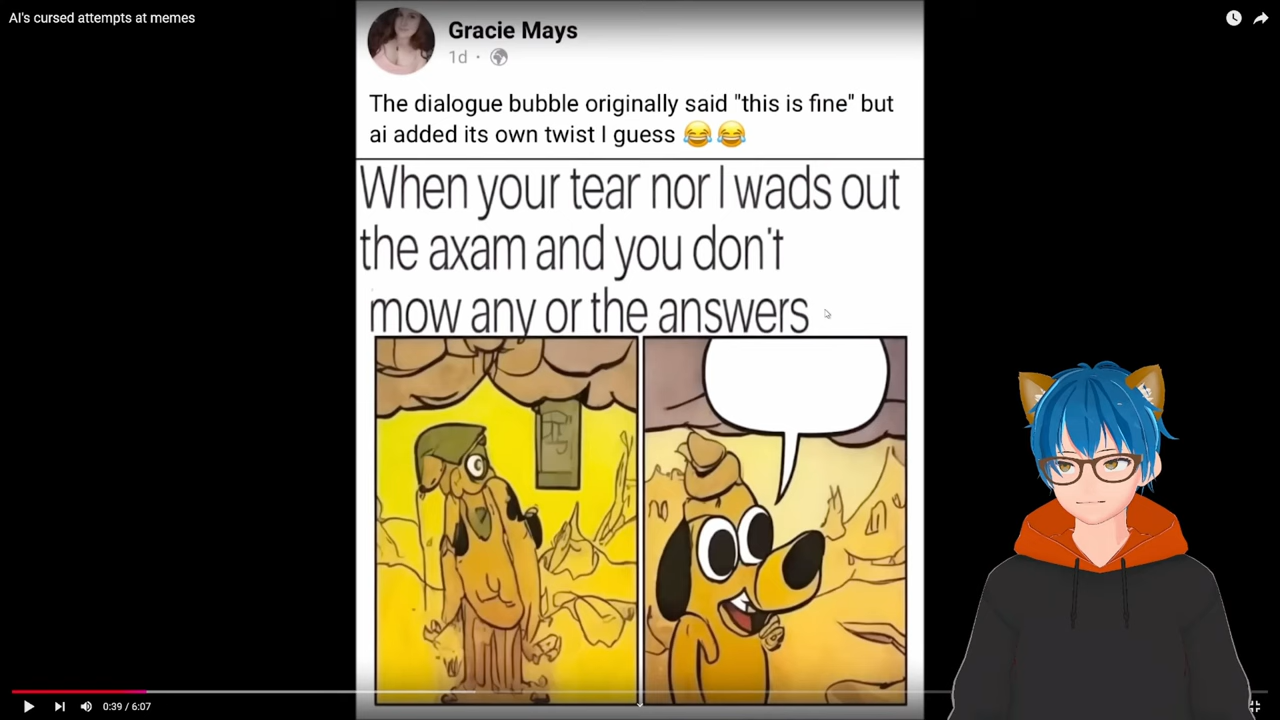 AI's cursed attempts at memes
Gracie Mays
1d ·
The dialogue bubble originally said "this is fine" but
ai added its own twist I guess 😂 😂
When your tear nor I wads out
the axam and you don't
mow any or the answers
0:39 / 6:07